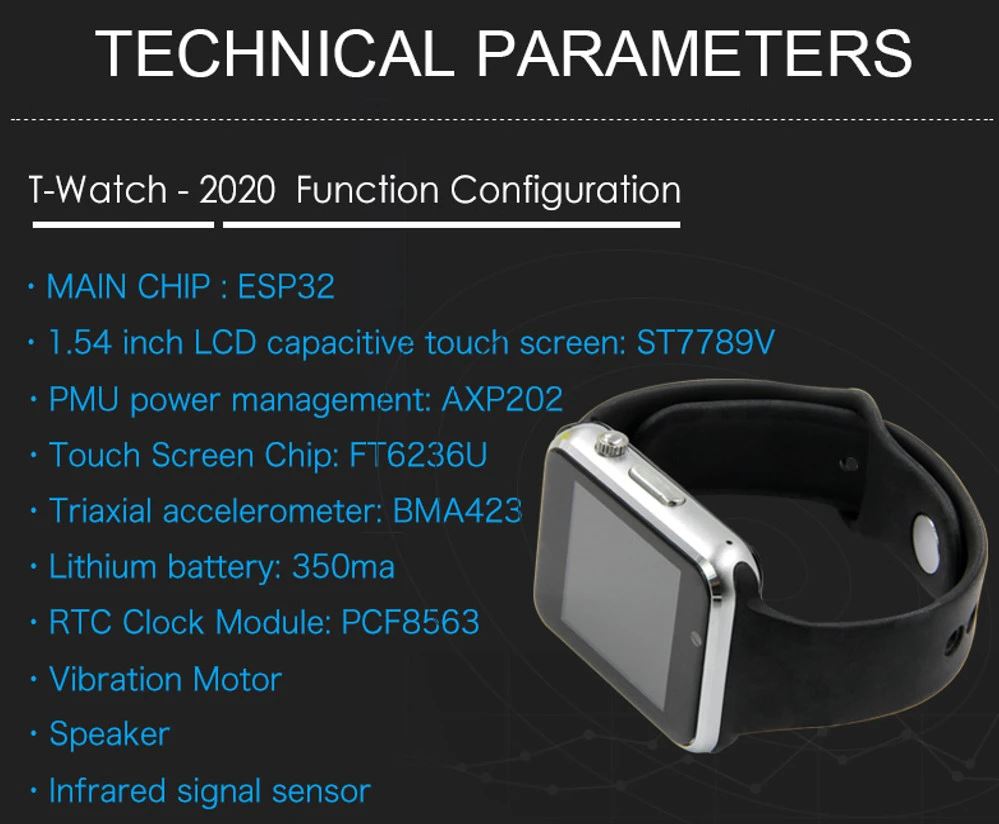 TECHNICAL PARAMETERS
T-Watch - 2020 Function Configuration
· MAIN CHIP : ESP32
· 1.54 inch LCD capacitive touch screen: ST7789V
· PMU power management: AXP202
· Touch Screen Chip: FT6236U
· Triaxial accelerometer: BMA423
· Lithium battery: 350ma
· RTC Clock Module: PCF8563
· Vibration Motor
· Speaker
· Infrared signal sensor